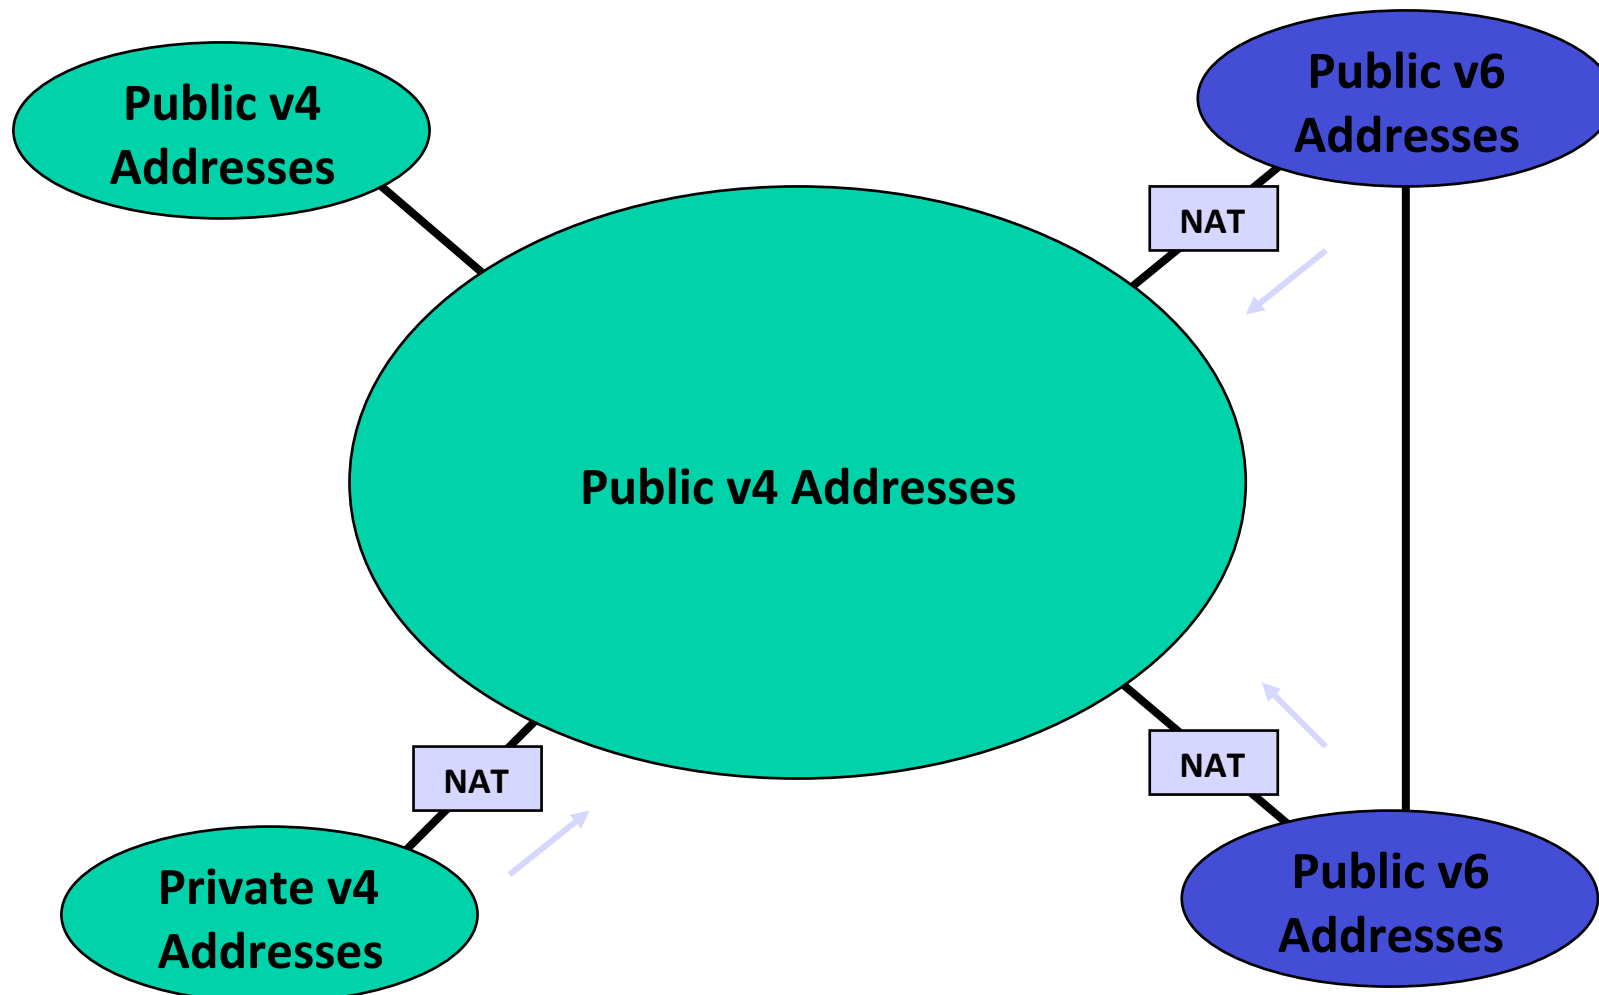 Public v4
Addresses
Public v6
Addresses
NAT
Public v4 Addresses
NAT
NAT
Private v4
Addresses
Public v6
Addresses